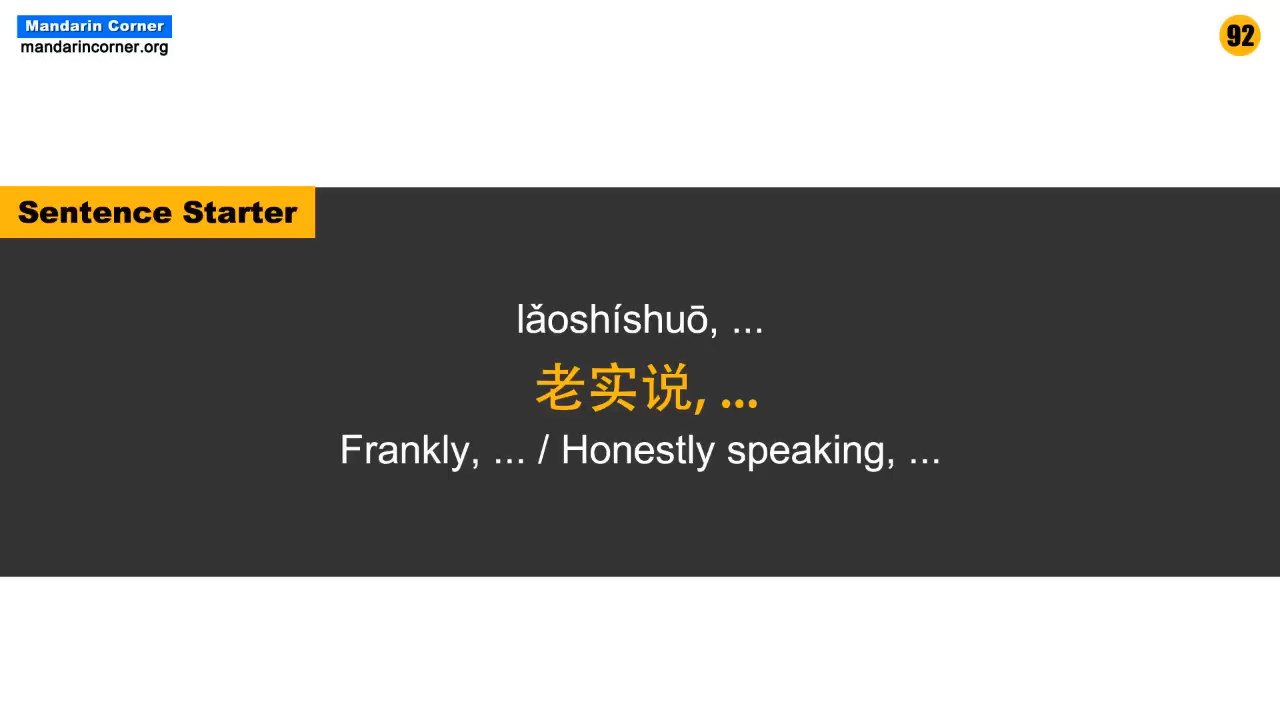 Mandarin Corner
mandarincorner.org
92
Sentence Starter
lǎoshíshuō, ...
老实说, ...
Frankly, ... / Honestly speaking, ...